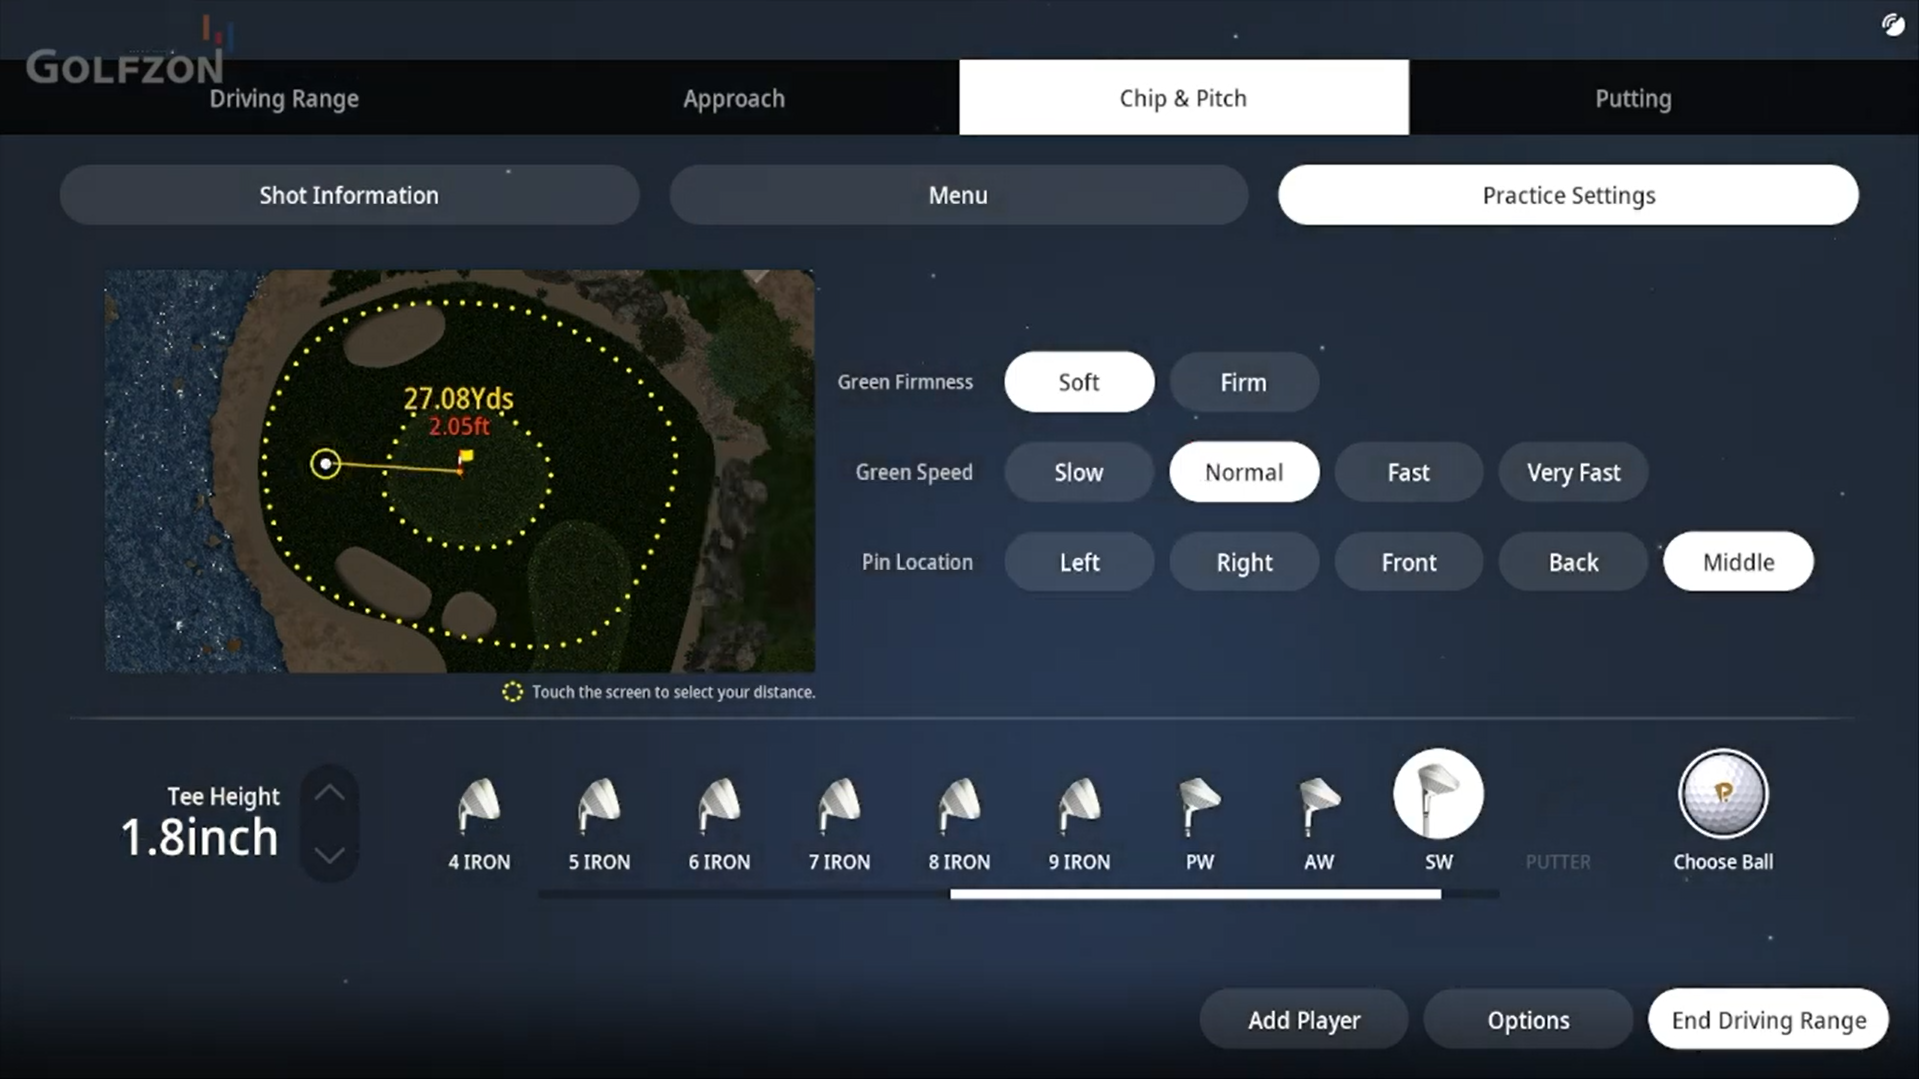 GOLFZON
Driving Range
Approach
Chip & Pitch
Putting
Shot Information
Menu
Practice Settings
27.08Yds
2.05ft
Green Firmness
Soft
Firm
Green Speed
Slow
Normal
Fast
Very Fast
Pin Location
Left
Right
Front
Back
Middle
Touch the screen to select your distance.
Tee Height
1.8inch
4 IRON
5 IRON
6 IRON
7 IRON
8 IRON
9 IRON
PW
AW
SW
PUTTER
P
Choose Ball
Add Player
Options
End Driving Range